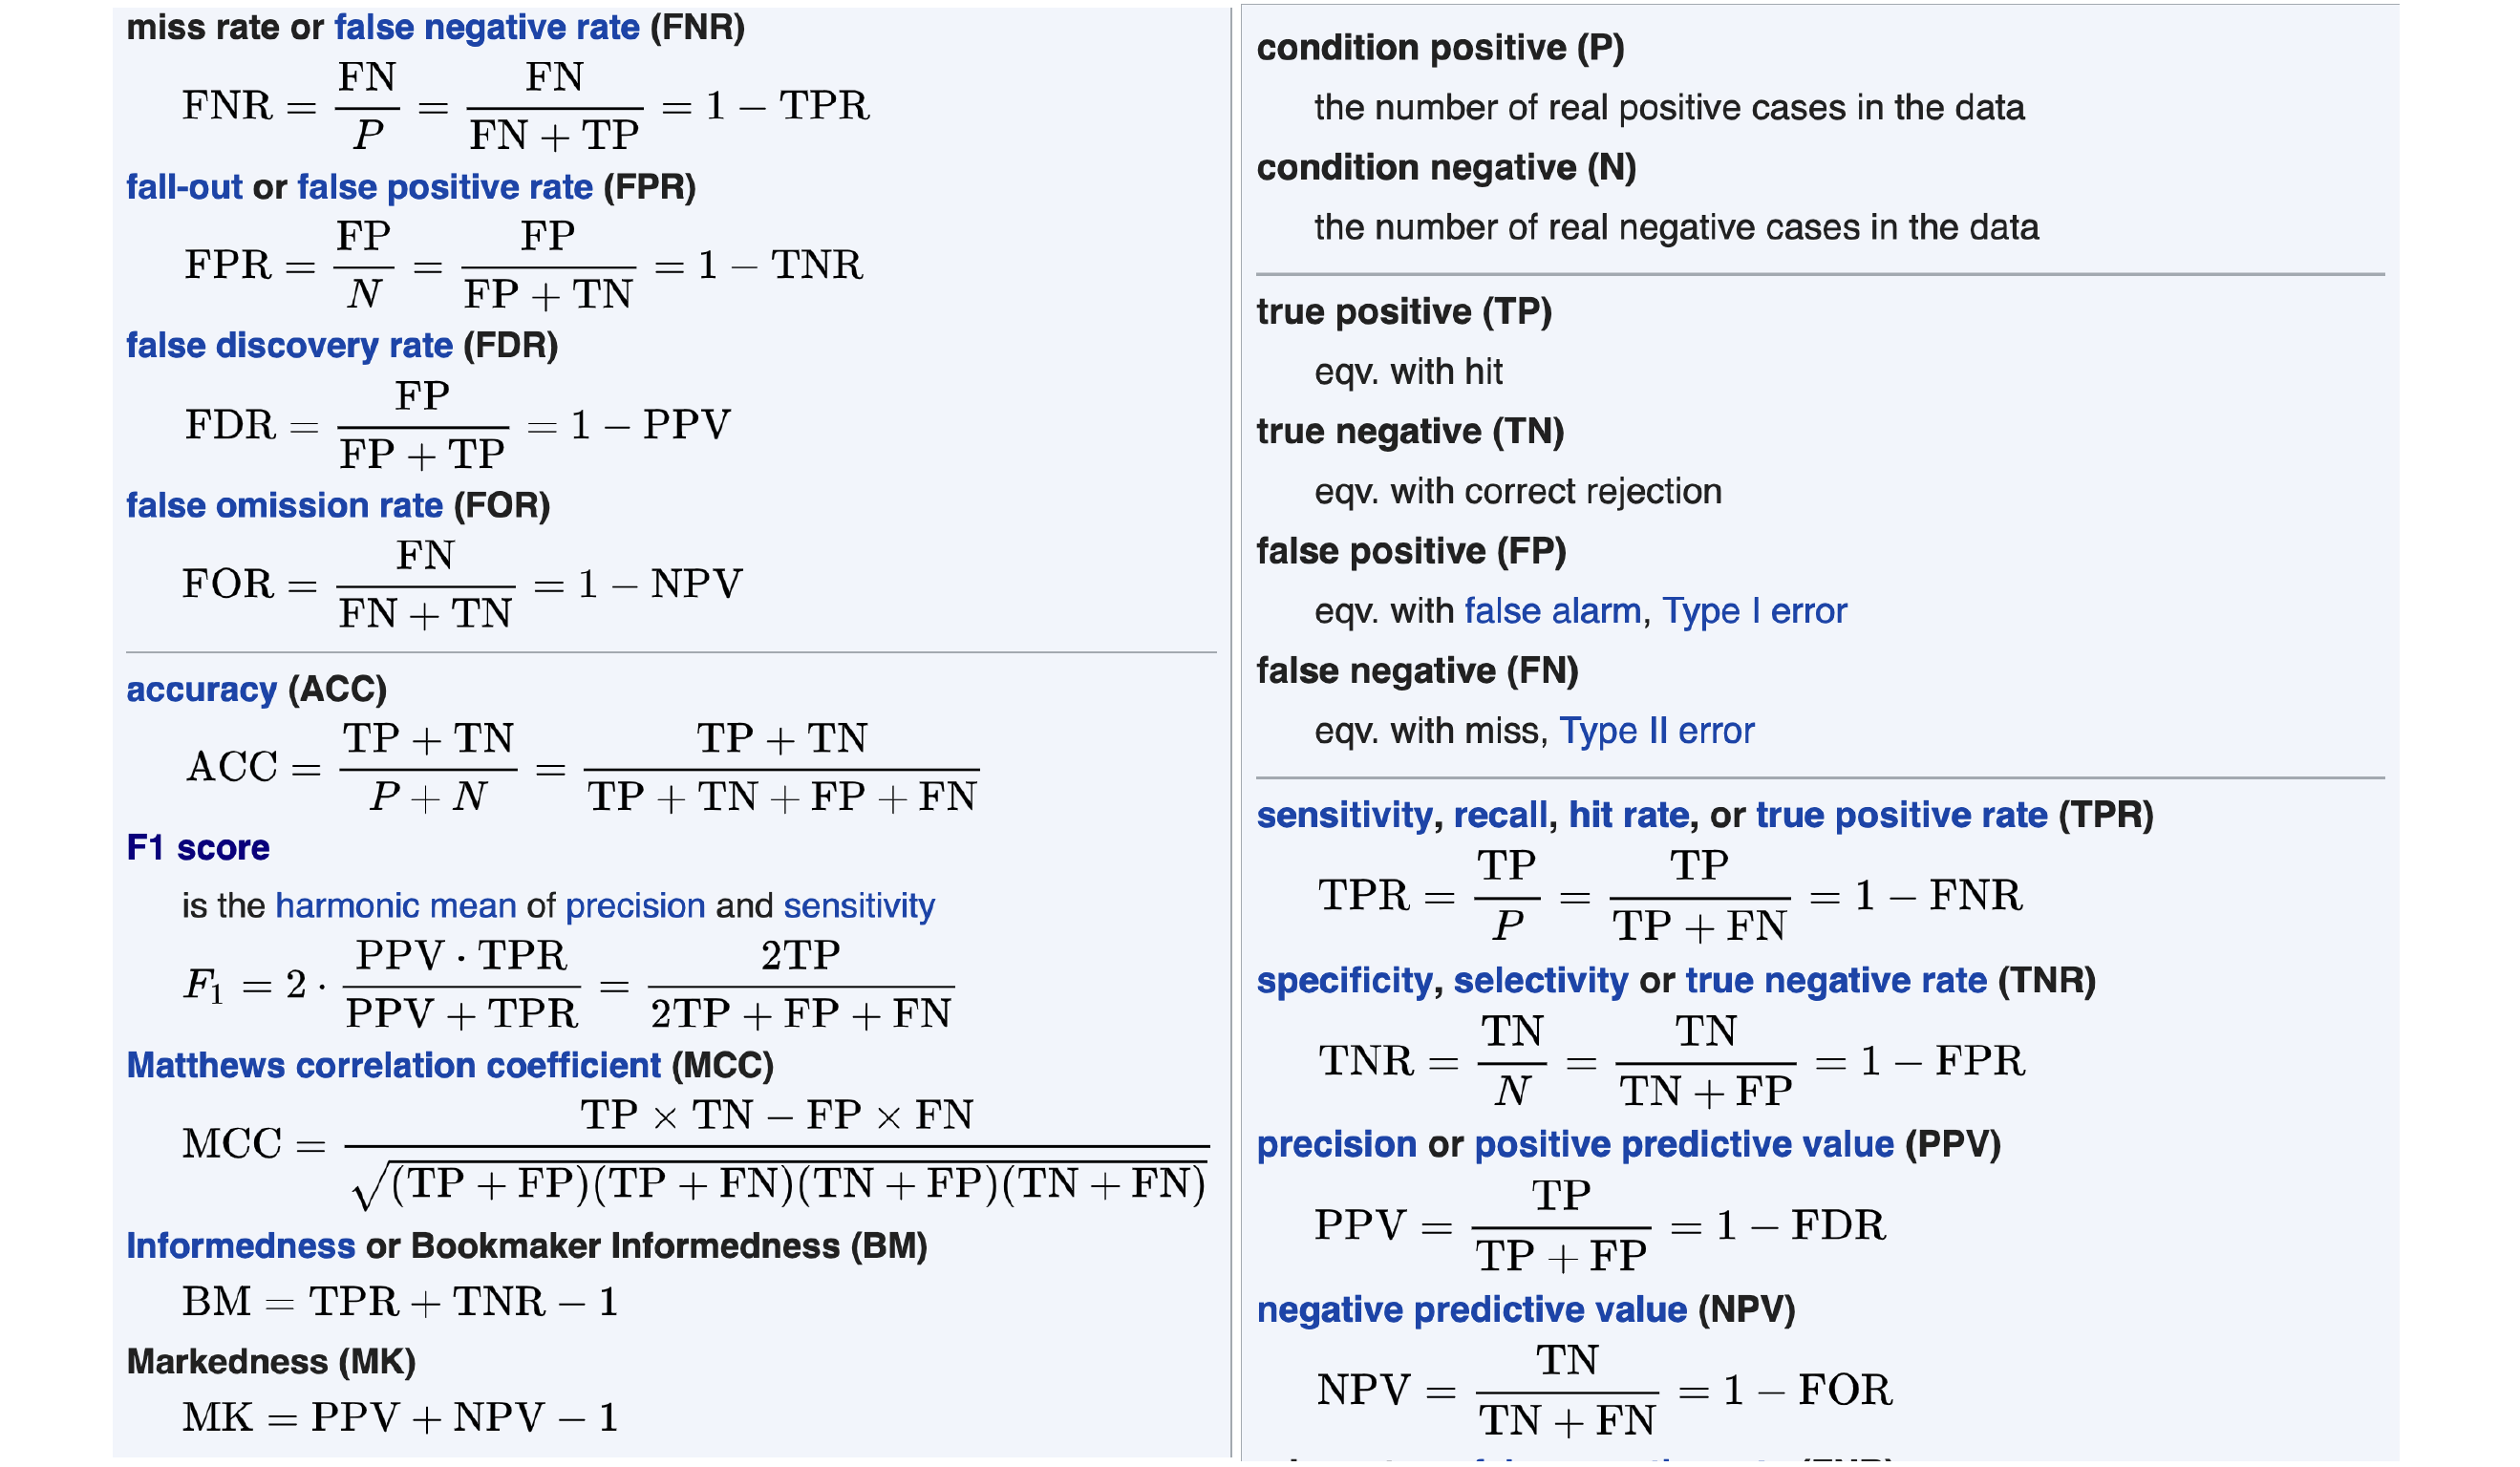 miss rate or false negative rate (FNR)
FNR = FN/P = FN/(FN + TP) = 1 − TPR
fall-out or false positive rate (FPR)
FPR = FP/N = FP/(FP + TN) = 1 − TNR
false discovery rate (FDR)
FDR = FP/(FP + TP) = 1 − PPV
false omission rate (FOR)
FOR = FN/(FN + TN) = 1 − NPV
accuracy (ACC)
ACC = (TP + TN)/(P + N) = (TP + TN)/(TP + TN + FP + FN)
F1 score
is the harmonic mean of precision and sensitivity
F₁ = 2 · (PPV · TPR)/(PPV + TPR) = 2TP/(2TP + FP + FN)
Matthews correlation coefficient (MCC)
MCC = (TP × TN − FP × FN)/√((TP + FP)(TP + FN)(TN + FP)(TN + FN))
Informedness or Bookmaker Informedness (BM)
BM = TPR + TNR − 1
Markedness (MK)
MK = PPV + NPV − 1
condition positive (P)
the number of real positive cases in the data
condition negative (N)
the number of real negative cases in the data
true positive (TP)
eqv. with hit
true negative (TN)
eqv. with correct rejection
false positive (FP)
eqv. with false alarm, Type I error
false negative (FN)
eqv. with miss, Type II error
sensitivity, recall, hit rate, or true positive rate (TPR)
TPR = TP/P = TP/(TP + FN) = 1 − FNR
specificity, selectivity or true negative rate (TNR)
TNR = TN/N = TN/(TN + FP) = 1 − FPR
precision or positive predictive value (PPV)
PPV = TP/(TP + FP) = 1 − FDR
negative predictive value (NPV)
NPV = TN/(TN + FN) = 1 − FOR